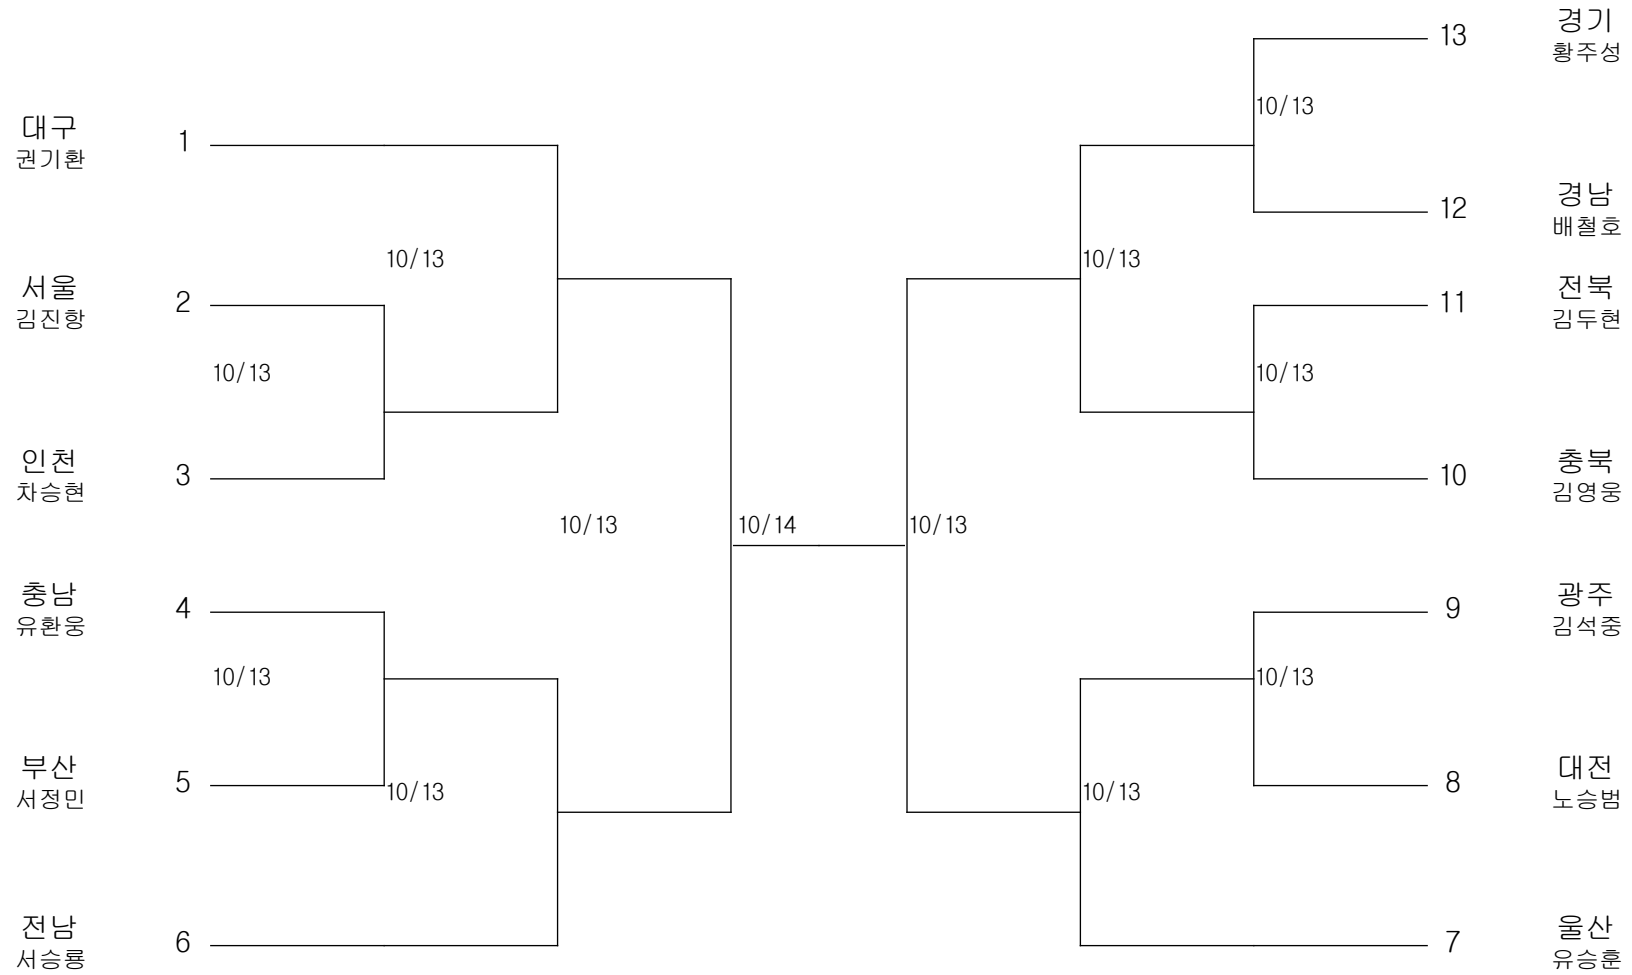 대구
권기환
1
서울
김진항
2
10/13
인천
차승현
3
10/13
충남
유환웅
4
10/13
부산
서정민
5
10/13
전남
서승룡
6
10/13
10/14
10/13
13
경기
황주성
10/13
12
경남
배철호
10/13
11
전북
김두현
10/13
10
충북
김영웅
9
광주
김석중
10/13
8
대전
노승범
10/13
7
울산
유승훈